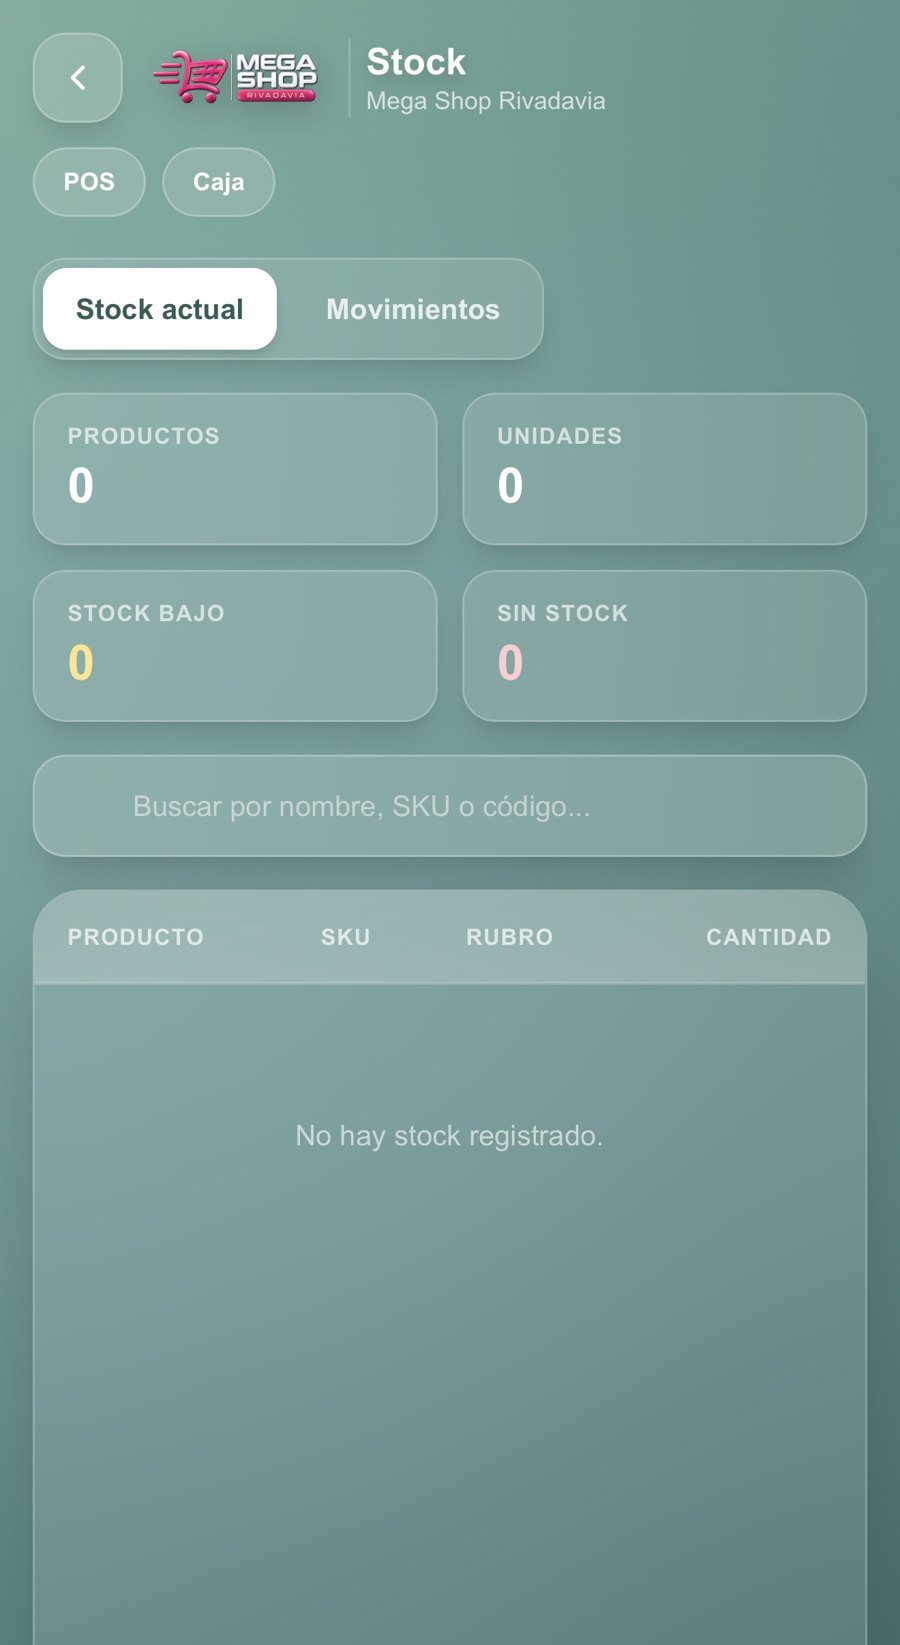 MEGA
SHOP
RIVADAVIA
Stock
Mega Shop Rivadavia
POS
Caja
Stock actual
Movimientos
PRODUCTOS
0
UNIDADES
0
STOCK BAJO
0
SIN STOCK
0
Buscar por nombre, SKU o código...
PRODUCTO SKU RUBRO CANTIDAD
No hay stock registrado.